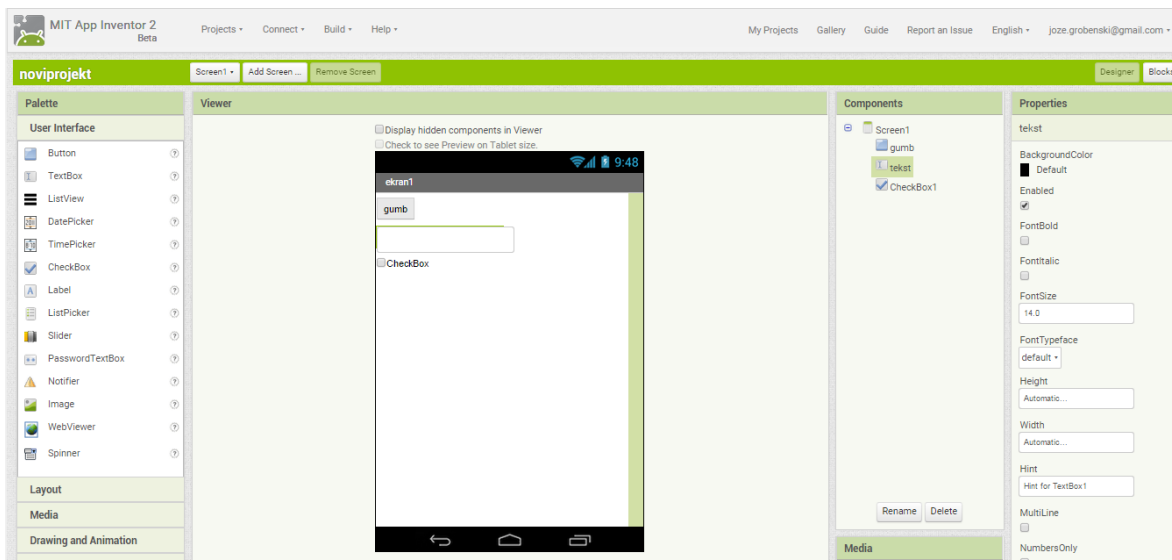 MIT App Inventor 2
Beta
Projects Connect Build Help
My Projects Gallery Guide Report an Issue English joze.grobenski@gmail.com
noviprojekt
Screen1 Add Screen ... Remove Screen
Designer Blocks
Palette
User Interface
Button
TextBox
ListView
DatePicker
TimePicker
CheckBox
Label
ListPicker
Slider
PasswordTextBox
Notifier
Image
WebViewer
Spinner
Layout
Media
Drawing and Animation
Viewer
Display hidden components in Viewer
Check to see Preview on Tablet size.
9:48
ekran1
gumb
CheckBox
Components
Screen1
gumb
tekst
CheckBox1
Rename Delete
Media
Properties
tekst
BackgroundColor
Default
Enabled
FontBold
FontItalic
FontSize
14.0
FontTypeface
default
Height
Automatic...
Width
Automatic...
Hint
Hint for TextBox1
MultiLine
NumbersOnly